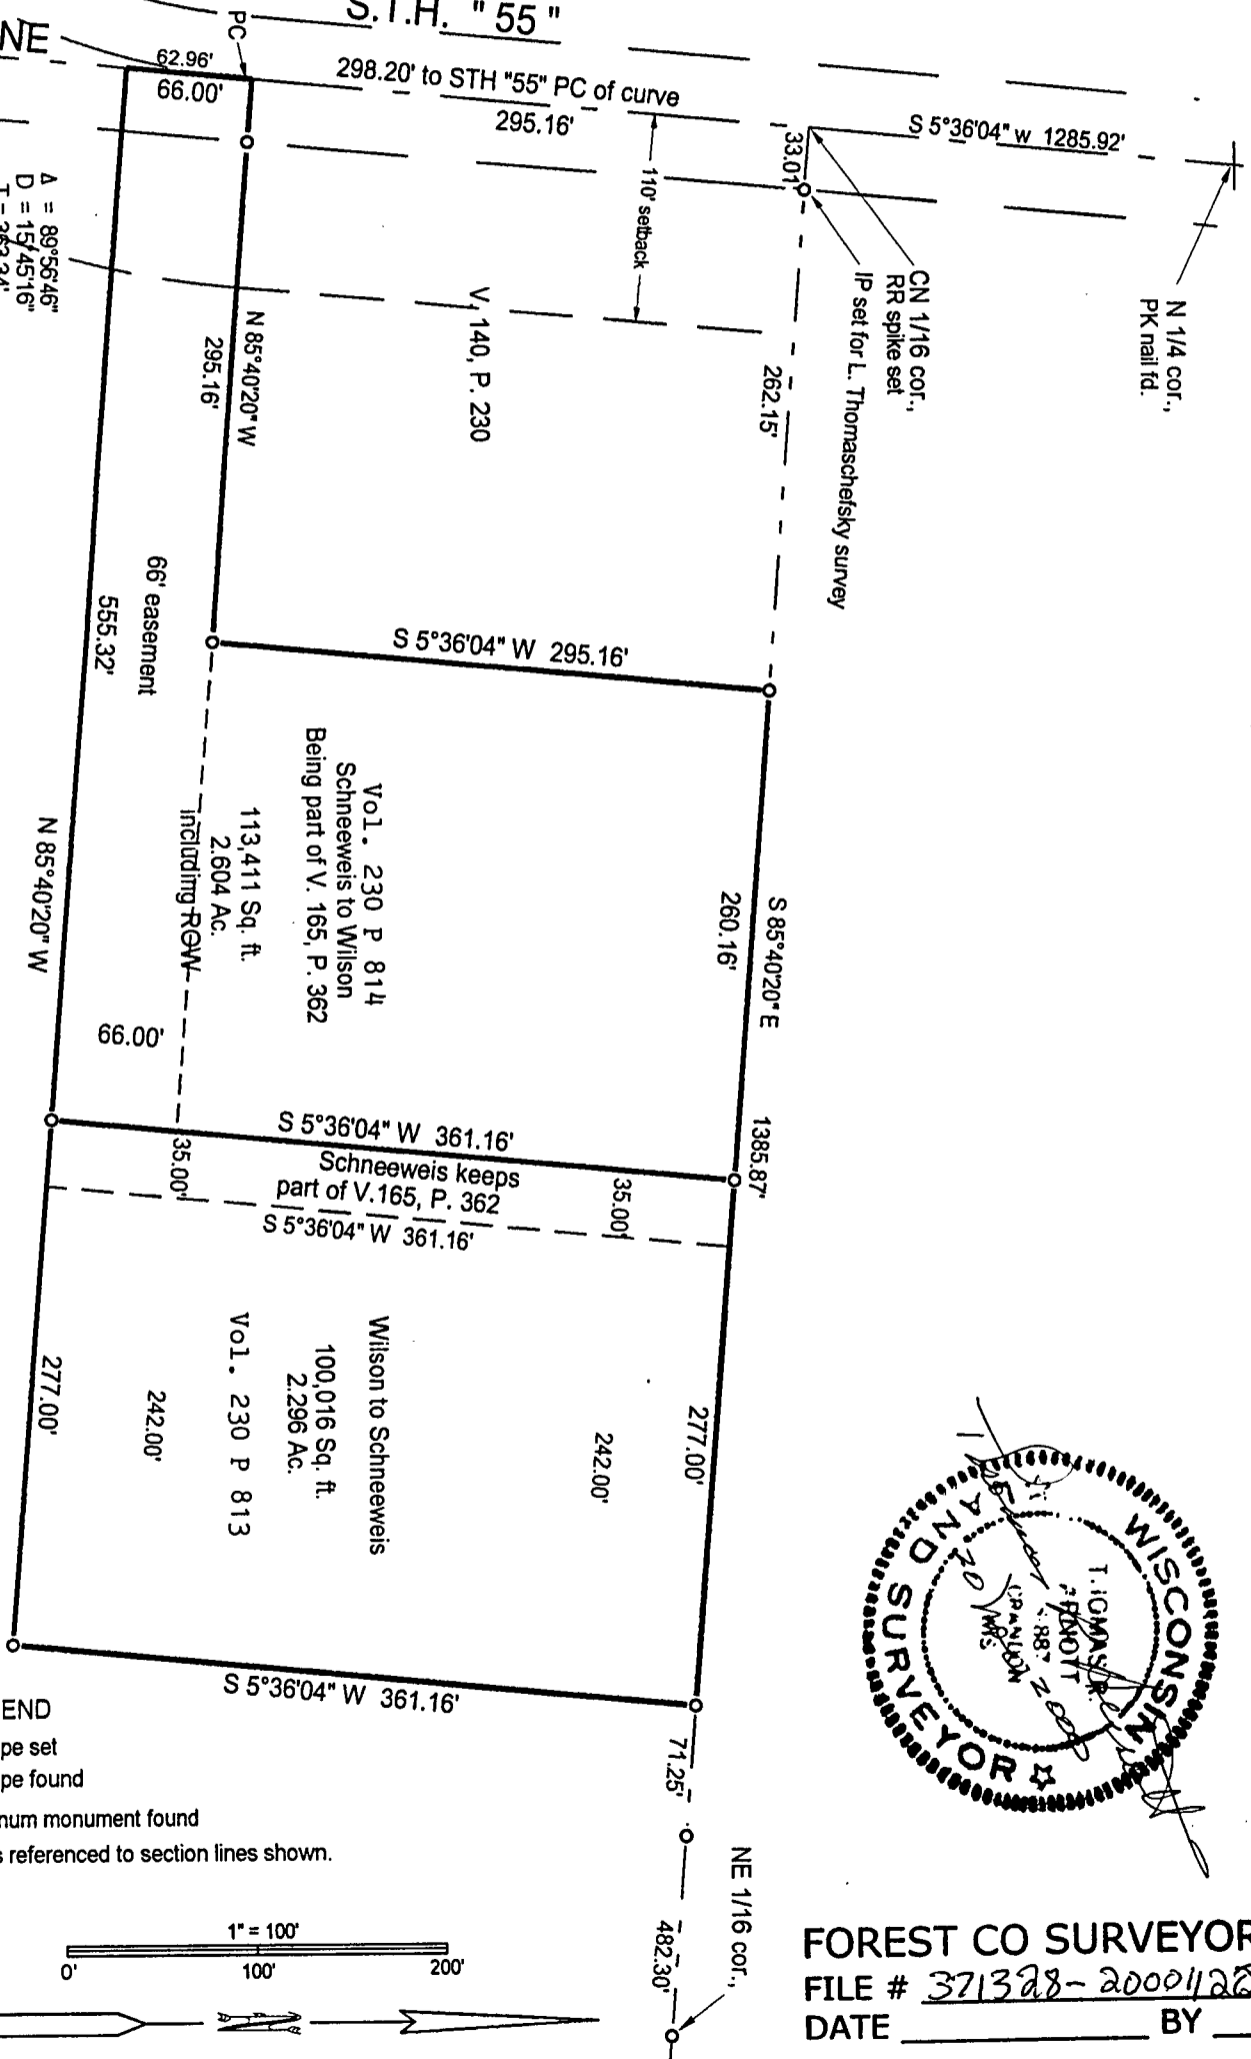 S.T.H. "55"
NE
PC
62.96'
66.00'
298.20' to STH "55" PC of curve
295.16'
S 5°36'04" w 1285.92'
33.01'
110' setback
N 1/4 cor.,
PK nail fd.
CN 1/16 cor.,
RR spike set
IP set for L. Thomaschefsky survey
Δ = 89°56'46"
D = 15°45'16"
V, 140, P. 230
262.15'
N 85°40'20" W
295.16'
66' easement
555.32'
S 5°36'04" W 295.16'
Vol. 230 P 814
Schneeweis to Wilson
Being part of V. 165, P. 362
113,411 Sq. ft.
2.604 Ac.
including ROW
S 85°40'20" E
260.16'
N 85°40'20" W
66.00'
1385.87'
S 5°36'04" W 361.16'
Schneeweis keeps
part of V.165, P. 362
S 5°36'04" W 361.16'
35.00'
35.00'
Wilson to Schneeweis
100,016 Sq. ft.
2.296 Ac.
Vol. 230 P 813
277.00'
242.00'
242.00'
277.00'
S 5°36'04" W 361.16'
71.25'
NE 1/16 cor.,
482.30'
WISCONSIN
LAND SURVEYOR
THOMAS R.
CRANDON
WIS
END
pe set
pe found
num monument found
s referenced to section lines shown.
1" = 100'
0' 100' 200'
N
FOREST CO SURVEYOR
FILE # 371328-20001128
DATE BY